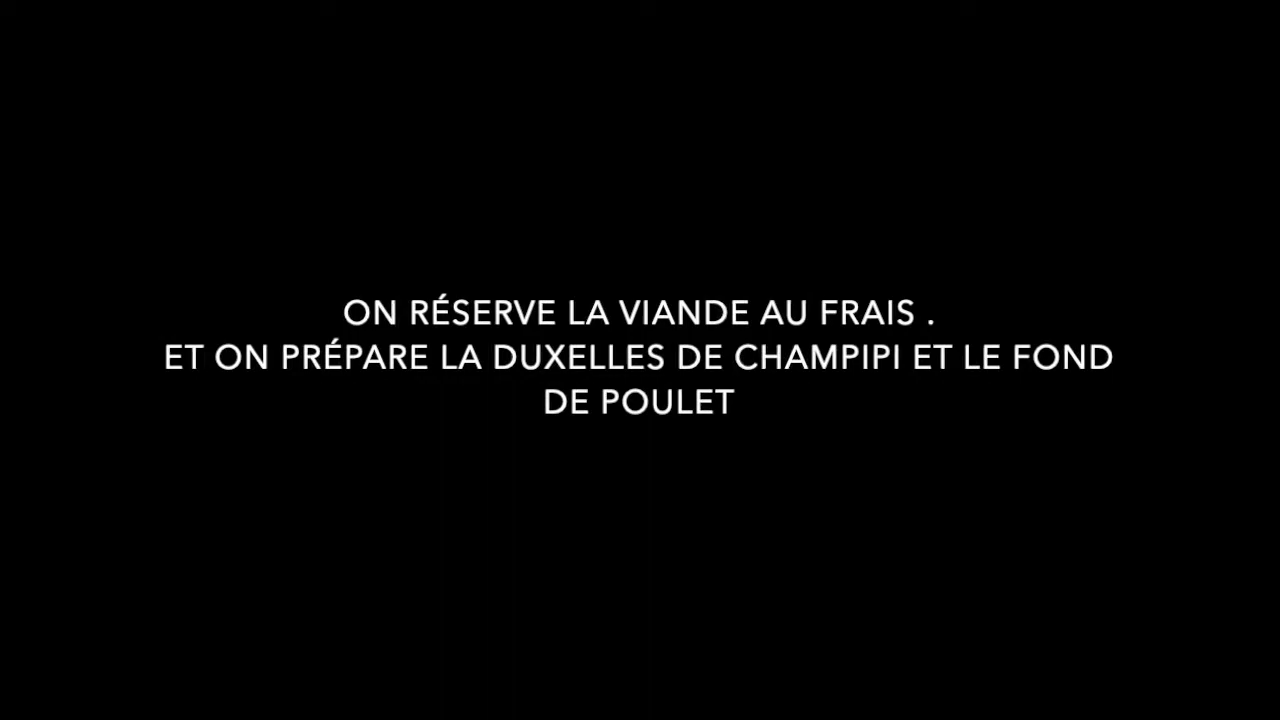 ON RÉSERVE LA VIANDE AU FRAIS .
ET ON PRÉPARE LA DUXELLES DE CHAMPIPI ET LE FOND
DE POULET